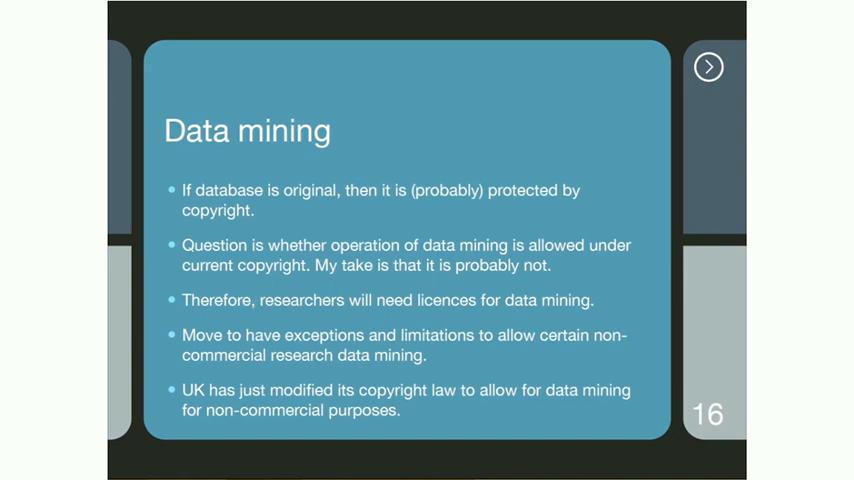 Data mining
• If database is original, then it is (probably) protected by
copyright.
• Question is whether operation of data mining is allowed under
current copyright. My take is that it is probably not.
• Therefore, researchers will need licences for data mining.
• Move to have exceptions and limitations to allow certain non-
commercial research data mining.
• UK has just modified its copyright law to allow for data mining
for non-commercial purposes.
16